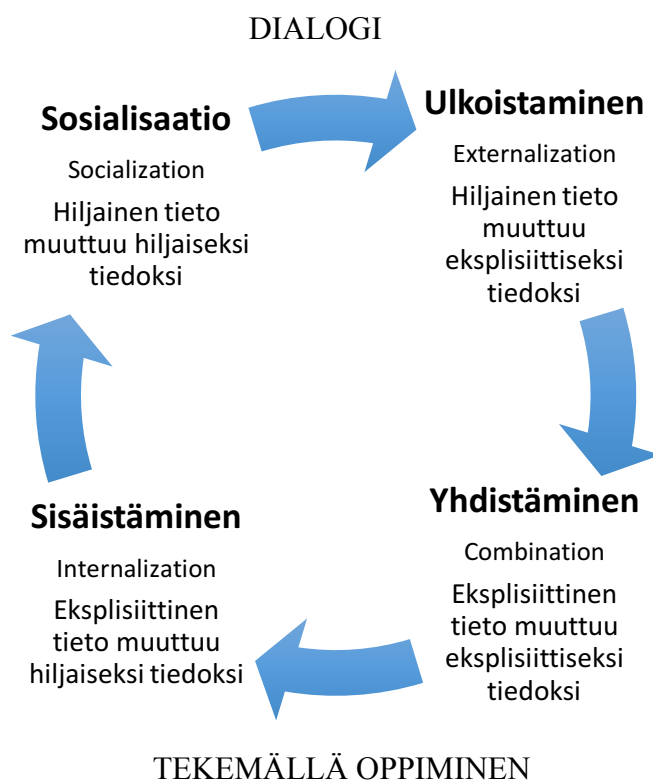 DIALOGI
Sosialisaatio
Socialization
Hiljainen tieto
muuttuu hiljaiseksi
tiedoksi
Ulkoistaminen
Externalization
Hiljainen tieto
muuttuu
eksplisiittiseksi
tiedoksi
Yhdistäminen
Combination
Eksplisiittinen
tieto muuttuu
eksplisiittiseksi
tiedoksi
Sisäistäminen
Internalization
Eksplisiittinen
tieto muuttuu
hiljaiseksi tiedoksi
TEKEMÄLLÄ OPPIMINEN